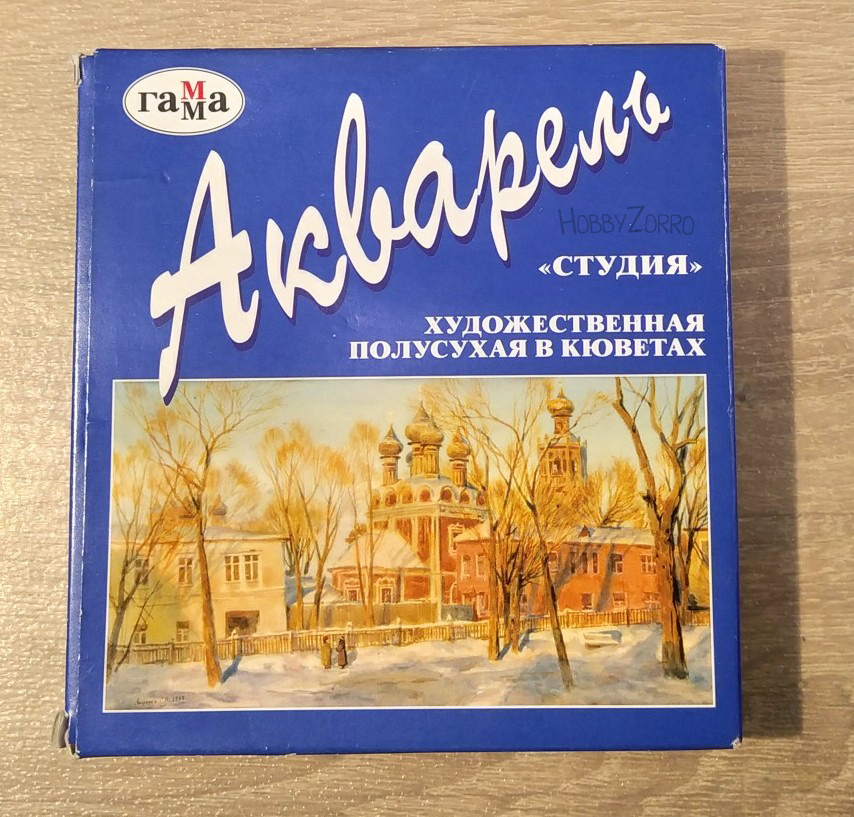 гамма
Акварель
HOBBYZORRO
«СТУДИЯ»
ХУДОЖЕСТВЕННАЯ
ПОЛУСУХАЯ В КЮВЕТАХ